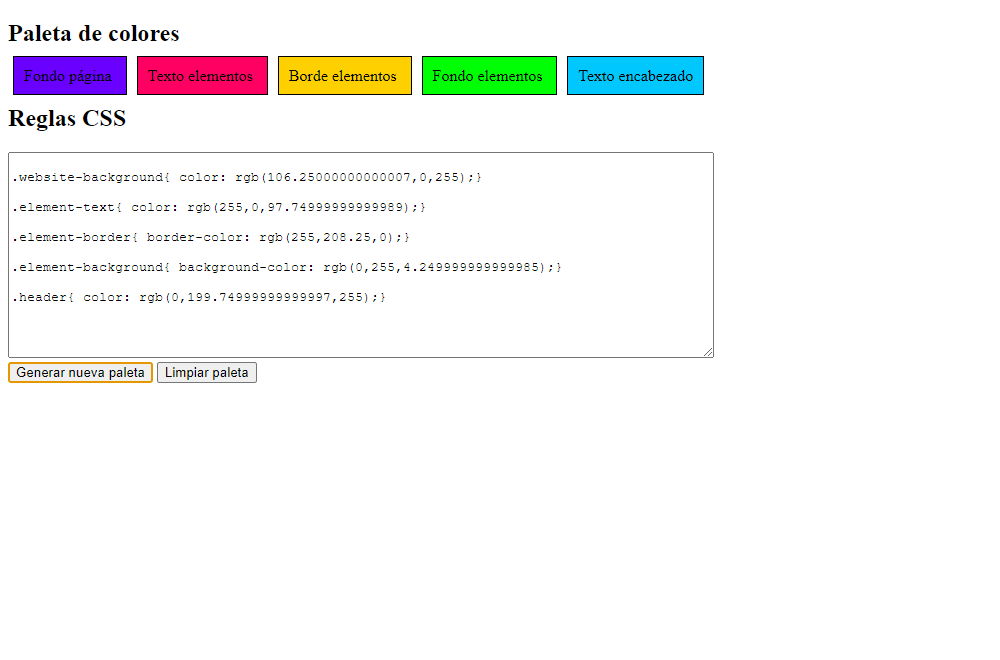 Paleta de colores
Fondo página Texto elementos Borde elementos Fondo elementos Texto encabezado
Reglas CSS
.website-background{ color: rgb(106.25000000000007,0,255);}
.element-text{ color: rgb(255,0,97.74999999999989);}
.element-border{ border-color: rgb(255,208.25,0);}
.element-background{ background-color: rgb(0,255,4.249999999999985);}
.header{ color: rgb(0,199.74999999999997,255);}
Generar nueva paleta Limpiar paleta